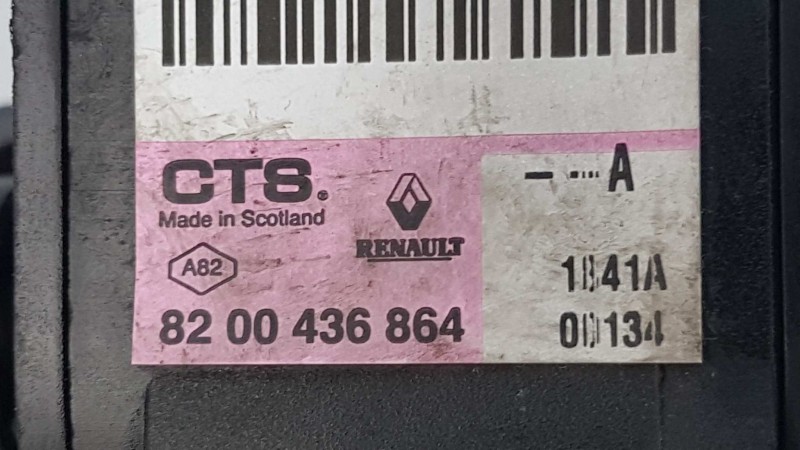 CTS®
Made in Scotland
A82
RENAULT
82 00 436 864
A
1841A
00134